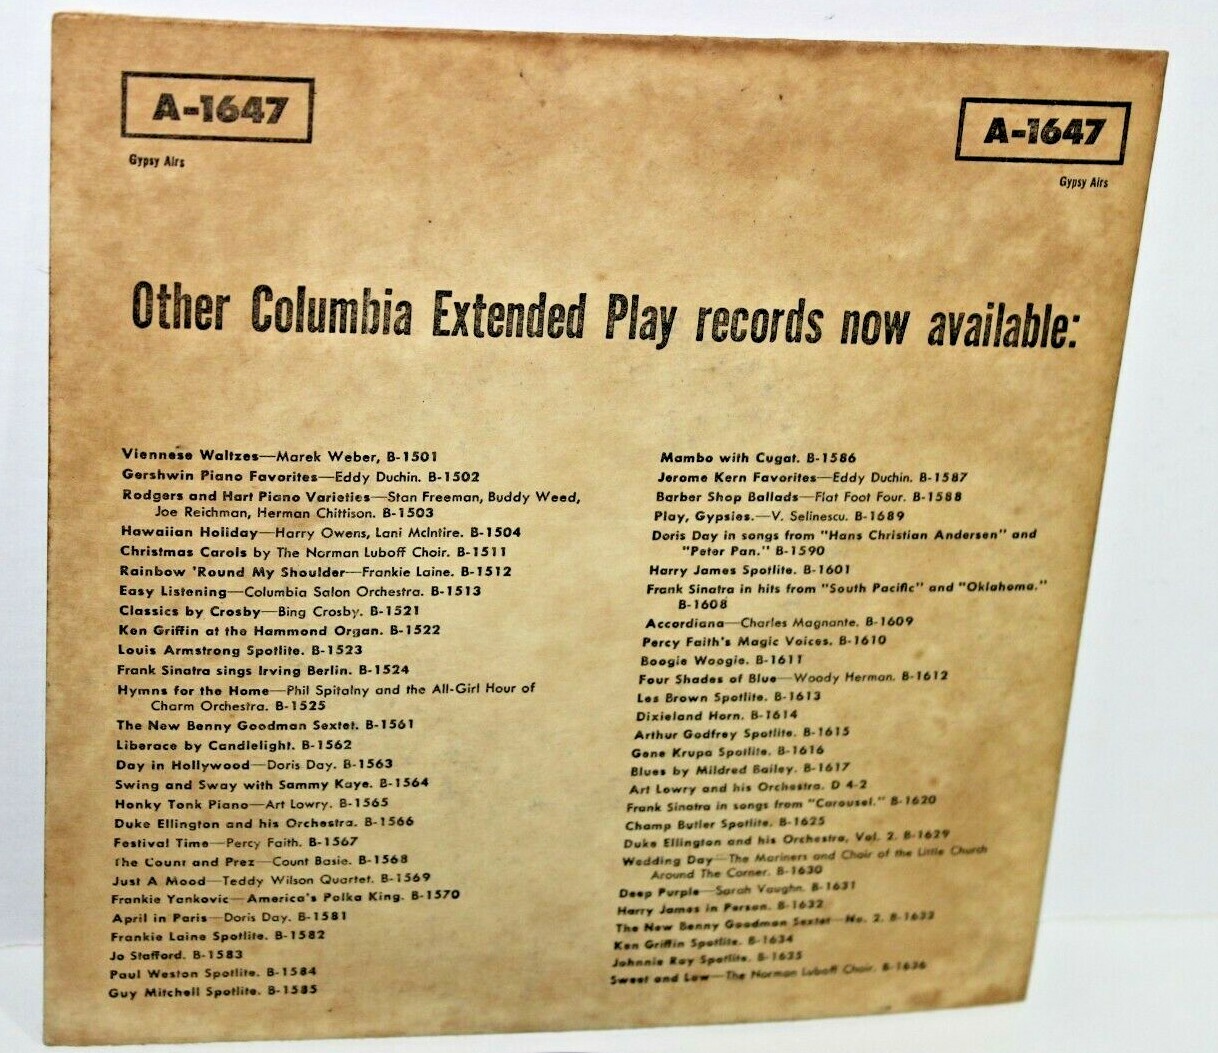 A-1647
Gypsy Airs
A-1647
Gypsy Airs
Other Columbia Extended Play records now available:
Viennese Waltzes—Marek Weber, B-1501
Gershwin Piano Favorites—Eddy Duchin. B-1502
Rodgers and Hart Piano Varieties—Stan Freeman, Buddy Weed,
Joe Reichman, Herman Chittison. B-1503
Hawaiian Holiday—Harry Owens, Lani McIntire. B-1504
Christmas Carols by The Norman Luboff Choir. B-1511
Rainbow 'Round My Shoulder—Frankie Laine. B-1512
Easy Listening—Columbia Salon Orchestra. B-1513
Classics by Crosby—Bing Crosby. B-1521
Ken Griffin at the Hammond Organ. B-1522
Louis Armstrong Spotlite. B-1523
Frank Sinatra sings Irving Berlin. B-1524
Hymns for the Home—Phil Spitalny and the All-Girl Hour of
Charm Orchestra. B-1525
The New Benny Goodman Sextet. B-1561
Liberace by Candlelight. B-1562
Day in Hollywood—Doris Day. B-1563
Swing and Sway with Sammy Kaye. B-1564
Honky Tonk Piano—Art Lowry. B-1565
Duke Ellington and his Orchestra. B-1566
Festival Time—Percy Faith. B-1567
The Count and Prez—Count Basie. B-1568
Just A Mood—Teddy Wilson Quartet. B-1569
Frankie Yankovic—America's Polka King. B-1570
April in Paris—Doris Day. B-1581
Frankie Laine Spotlite. B-1582
Jo Stafford. B-1583
Paul Weston Spotlite. B-1584
Guy Mitchell Spotlite. B-1585
Mambo with Cugat. B-1586
Jerome Kern Favorites—Eddy Duchin. B-1587
Barber Shop Ballads—Flat Foot Four. B-1588
Play, Gypsies.—V. Selinescu. B-1689
Doris Day in songs from "Hans Christian Andersen" and
"Peter Pan." B-1590
Harry James Spotlite. B-1601
Frank Sinatra in hits from "South Pacific" and "Oklahoma."
B-1608
Accordiana—Charles Magnante. B-1609
Percy Faith's Magic Voices. B-1610
Boogie Woogie. B-1611
Four Shades of Blue—Woody Herman. B-1612
Les Brown Spotlite. B-1613
Dixieland Horn. B-1614
Arthur Godfrey Spotlite. B-1615
Gene Krupa Spotlite. B-1616
Blues by Mildred Bailey. B-1617
Art Lowry and his Orchestra. D 4-2
Frank Sinatra in songs from "Carousel." B-1620
Champ Butler Spotlite. B-1625
Duke Ellington and his Orchestra, Vol. 2. B-1629
Wedding Day—The Mariners and Choir of the Little Church
Around The Corner. B-1630
Deep Purple—Sarah Vaughn. B-1631
Harry James in Person. B-1632
The New Benny Goodman Sextet—No. 2. B-1633
Ken Griffin Spotlite. B-1634
Johnnie Ray Spotlite. B-1635
Sweet and Low—The Norman Luboff Choir. B-1636